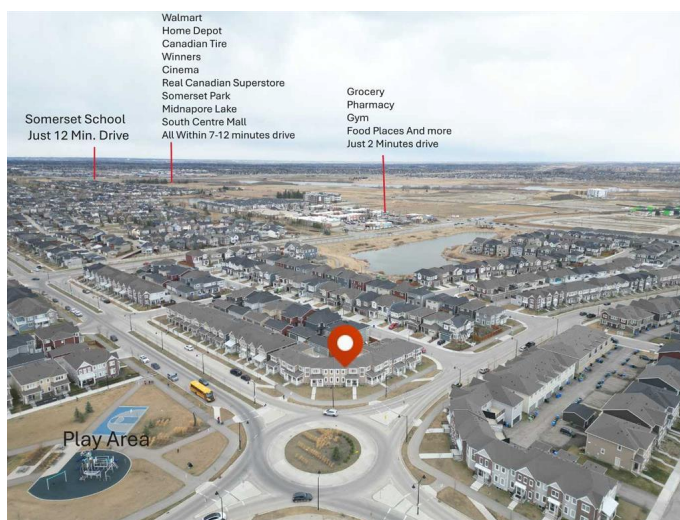 Walmart
Home Depot
Canadian Tire
Winners
Cinema
Real Canadian Superstore
Somerset Park
Midnapore Lake
South Centre Mall
All Within 7-12 minutes drive
Somerset School
Just 12 Min. Drive
Grocery
Pharmacy
Gym
Food Places And more
Just 2 Minutes drive
Play Area